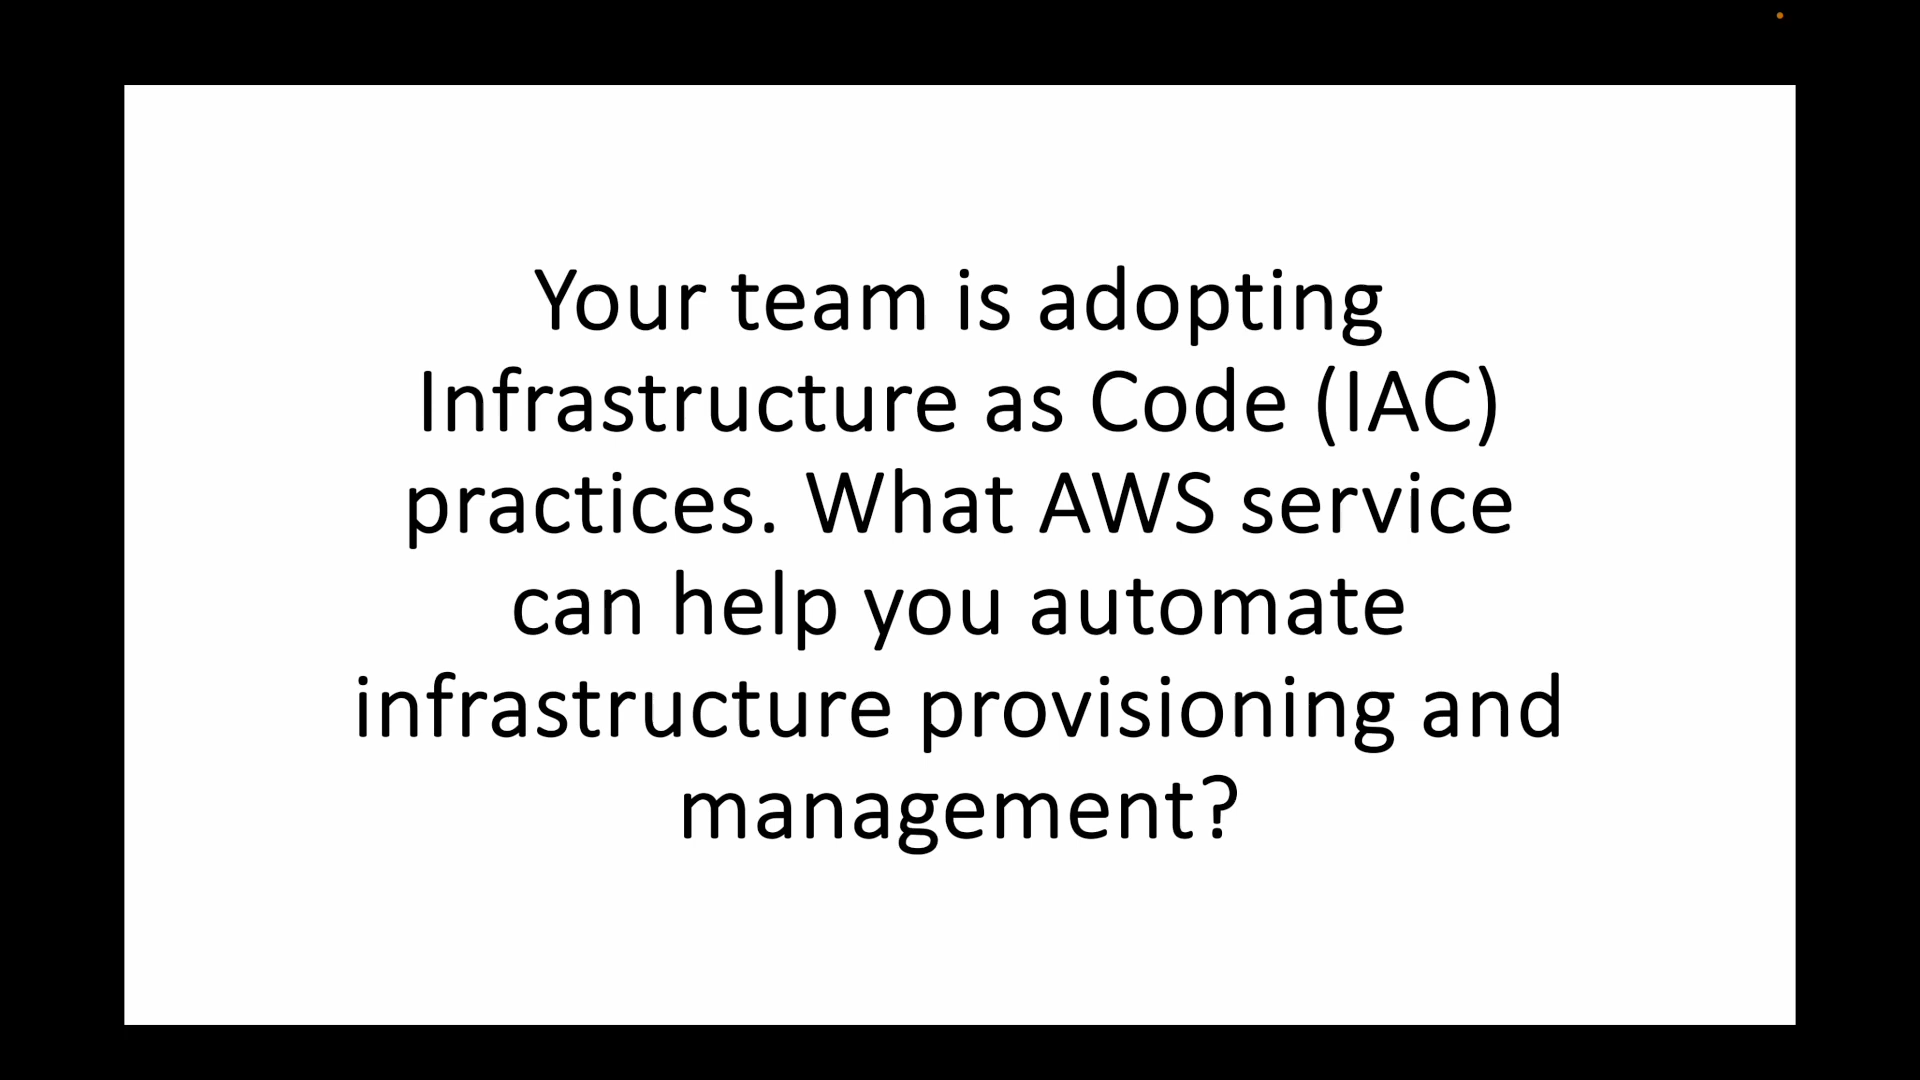 Your team is adopting
Infrastructure as Code (IAC)
practices. What AWS service
can help you automate
infrastructure provisioning and
management?